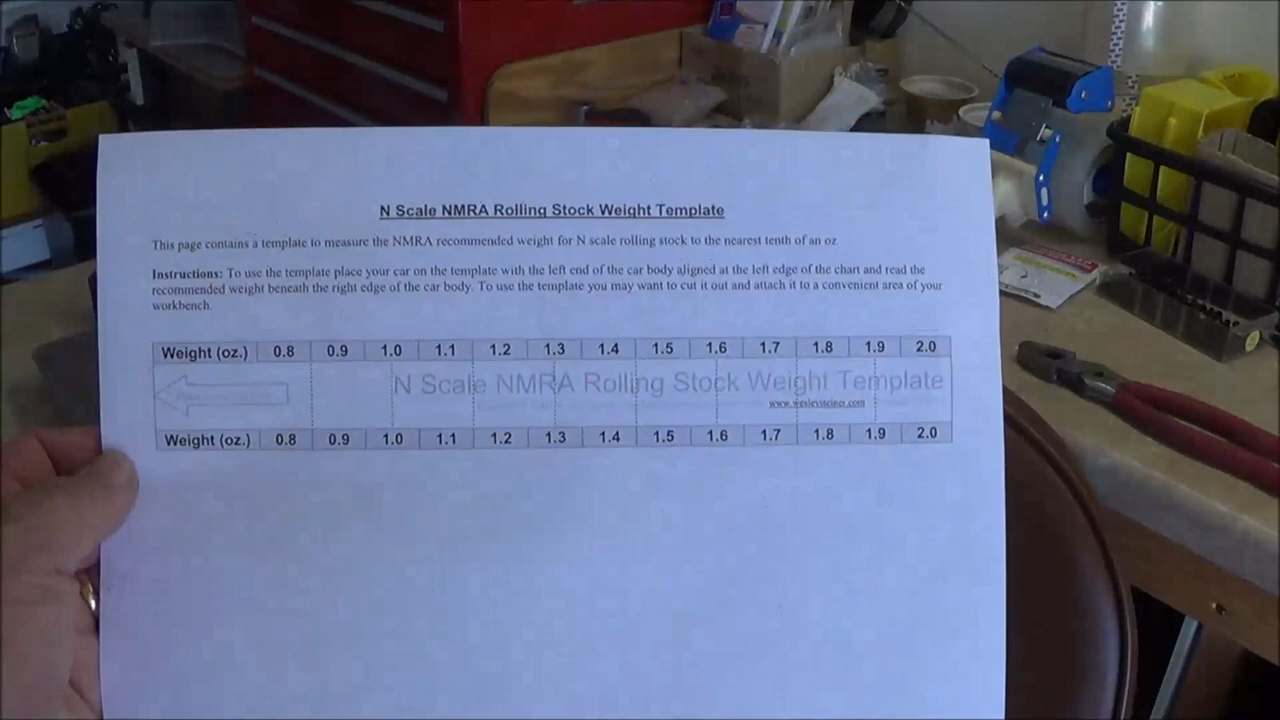 N Scale NMRA Rolling Stock Weight Template
This page contains a template to measure the NMRA recommended weight for N scale rolling stock to the nearest tenth of an oz
Instructions: To use the template place your car on the template with the left end of the car body aligned at the left edge of the chart and read the
recommended weight beneath the right edge of the car body. To use the template you may want to cut it out and attach it to a convenient area of your
workbench.
Weight (oz.) 0.8 0.9 1.0 1.1 1.2 1.3 1.4 1.5 1.6 1.7 1.8 1.9 2.0
N Scale NMRA Rolling Stock Weight Template
www.wesleysteiner.com
Weight (oz.) 0.8 0.9 1.0 1.1 1.2 1.3 1.4 1.5 1.6 1.7 1.8 1.9 2.0